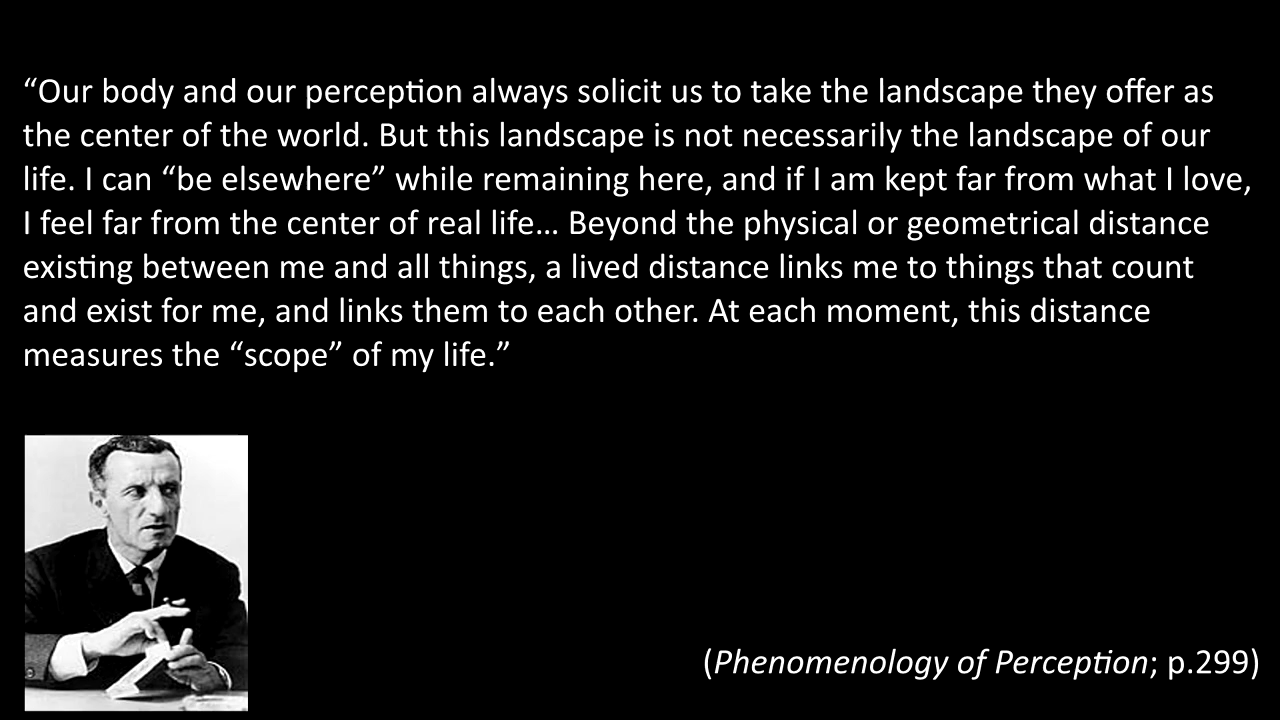 “Our body and our perception always solicit us to take the landscape they offer as
the center of the world. But this landscape is not necessarily the landscape of our
life. I can “be elsewhere” while remaining here, and if I am kept far from what I love,
I feel far from the center of real life… Beyond the physical or geometrical distance
existing between me and all things, a lived distance links me to things that count
and exist for me, and links them to each other. At each moment, this distance
measures the “scope” of my life.”
(Phenomenology of Perception; p.299)